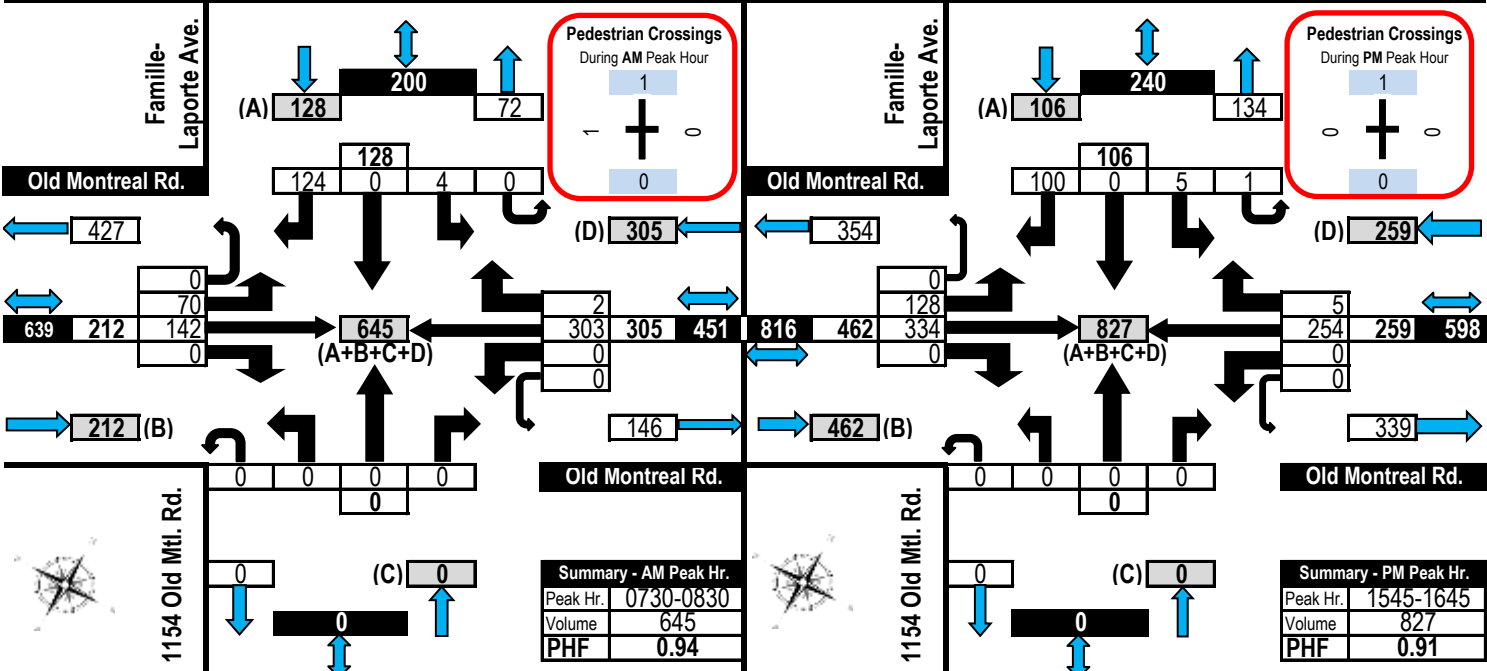 Famille-
Laporte Ave.
Pedestrian Crossings
During AM Peak Hour
1
1 0
0
200
(A) 128 72
128
124 0 4 0
Old Montreal Rd.
427
(D) 305
0
70
142
0
639 212
645
(A+B+C+D)
2
303
0
0
305 451
212 (B)
146
0 0 0 0
0
Old Montreal Rd.
1154 Old Mtl. Rd.
0
(C) 0
0
Summary - AM Peak Hr.
Peak Hr. 0730-0830
Volume 645
PHF 0.94
Famille-
Laporte Ave.
Pedestrian Crossings
During PM Peak Hour
1
0 0
0
240
(A) 106 134
106
100 0 5 1
Old Montreal Rd.
354
(D) 259
0
128
334
0
816 462
827
(A+B+C+D)
5
254
0
0
259 598
462 (B)
339
0 0 0 0
0
Old Montreal Rd.
1154 Old Mtl. Rd.
0
(C) 0
0
Summary - PM Peak Hr.
Peak Hr. 1545-1645
Volume 827
PHF 0.91